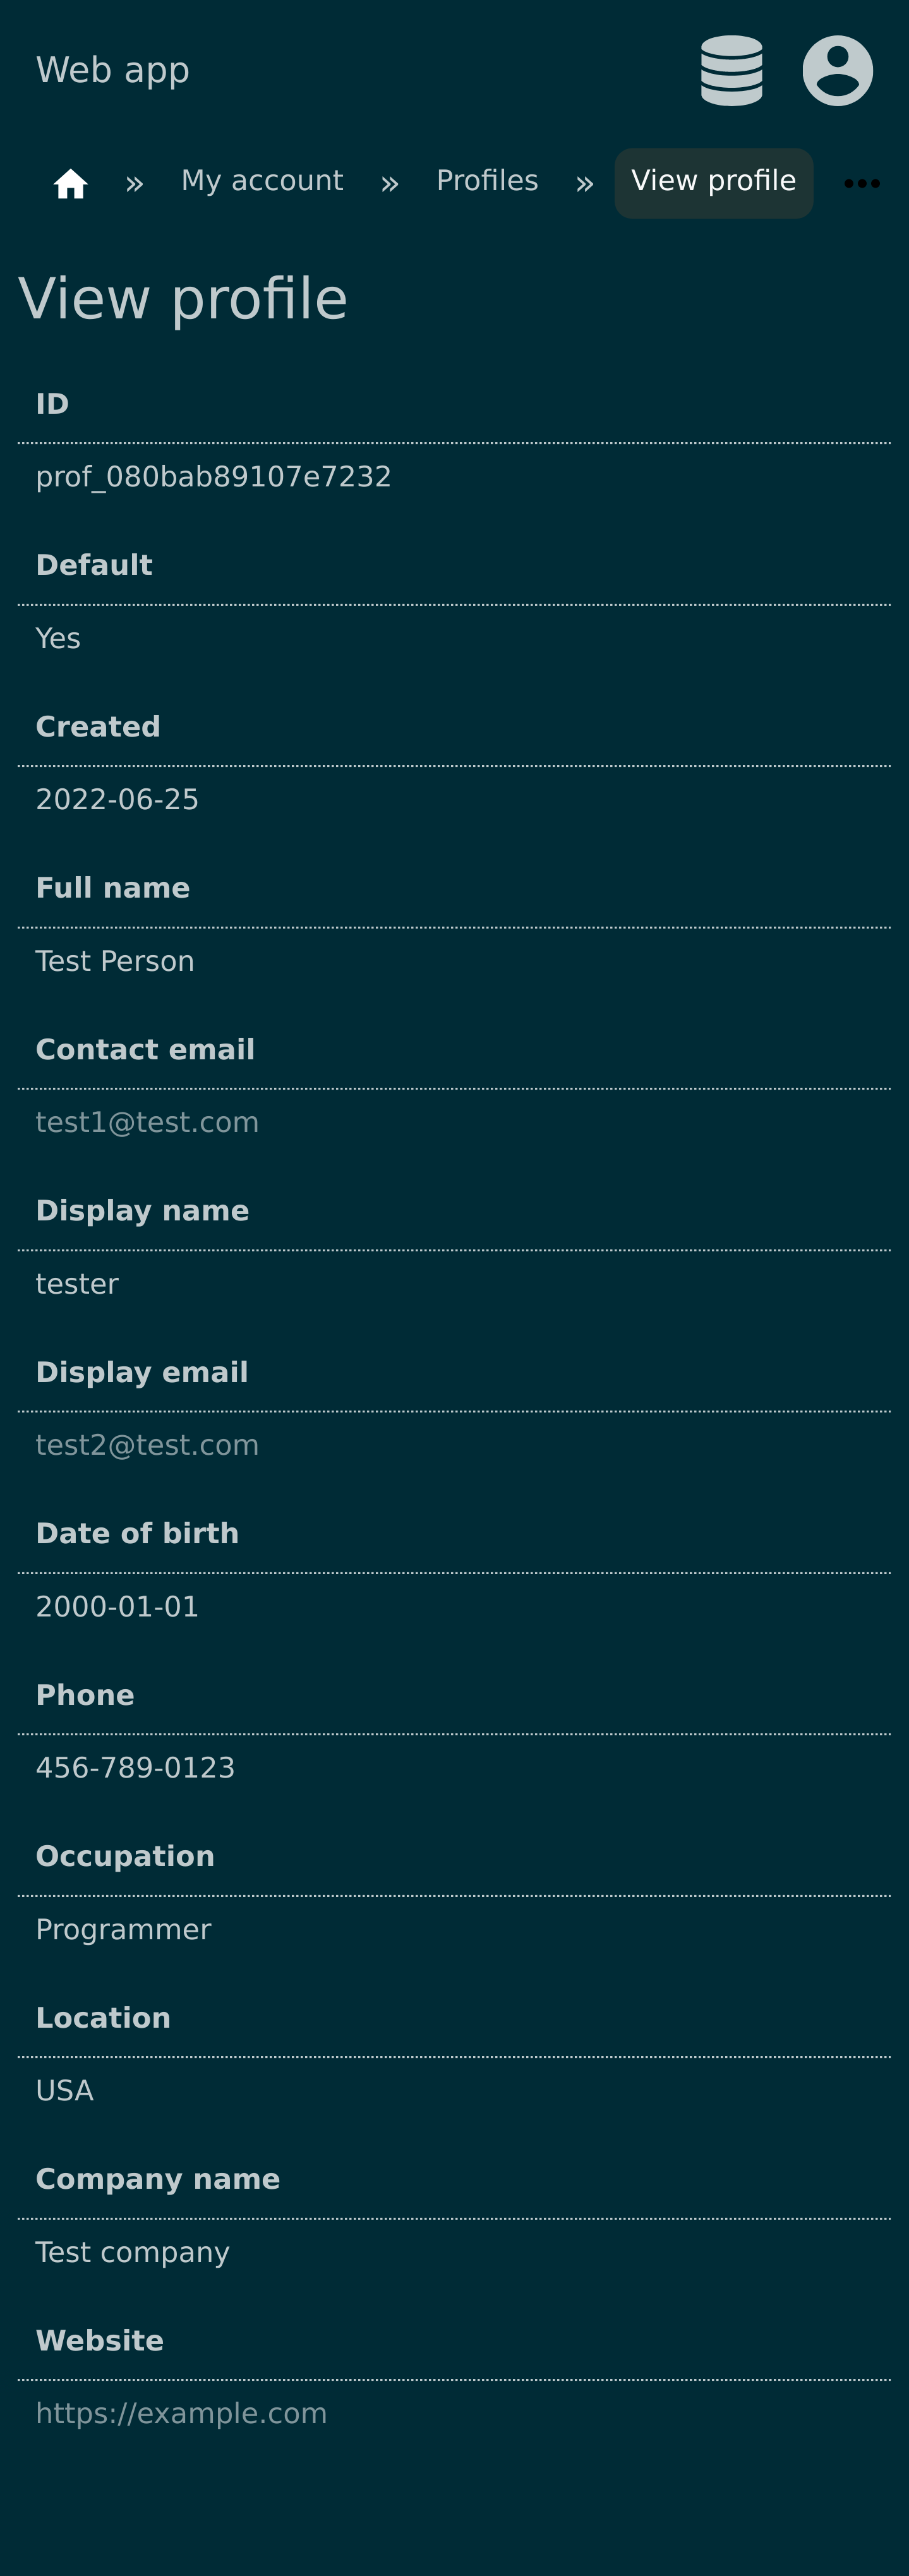 Web app
» My account » Profiles » View profile
View profile
ID
prof_080bab89107e7232
Default
Yes
Created
2022-06-25
Full name
Test Person
Contact email
test1@test.com
Display name
tester
Display email
test2@test.com
Date of birth
2000-01-01
Phone
456-789-0123
Occupation
Programmer
Location
USA
Company name
Test company
Website
https://example.com